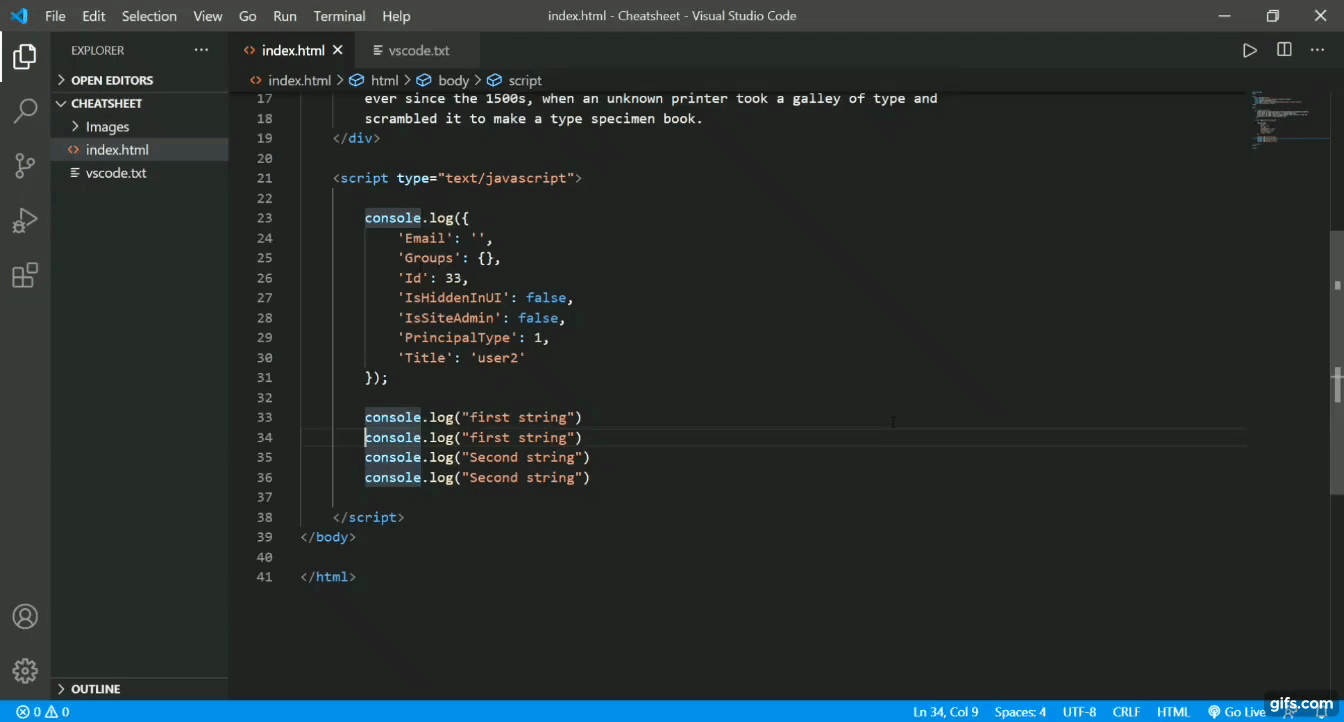 File Edit Selection View Go Run Terminal Help index.html - Cheatsheet - Visual Studio Code
EXPLORER ···
OPEN EDITORS
CHEATSHEET
Images
index.html
vscode.txt
OUTLINE
index.html vscode.txt
index.html > html > body > script
17 ever since the 1500s, when an unknown printer took a galley of type and
18 scrambled it to make a type specimen book.
19 </div>
20
21 <script type="text/javascript">
22
23 console.log({
24 'Email': '',
25 'Groups': {},
26 'Id': 33,
27 'IsHiddenInUI': false,
28 'IsSiteAdmin': false,
29 'PrincipalType': 1,
30 'Title': 'user2'
31 });
32
33 console.log("first string")
34 console.log("first string")
35 console.log("Second string")
36 console.log("Second string")
37
38 </script>
39 </body>
40
41 </html>
0 0 Ln 34, Col 9 Spaces: 4 UTF-8 CRLF HTML Go Live
gifs.com